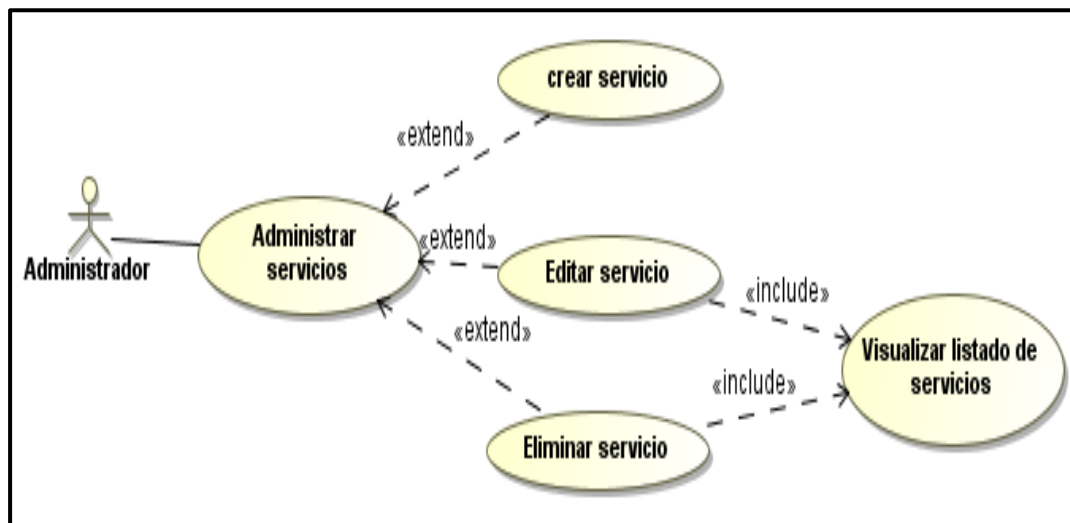 crear servicio
«extend»
Administrador
Administrar
servicios
«extend»
Editar servicio
«extend»
«include»
Visualizar listado de
servicios
«include»
Eliminar servicio